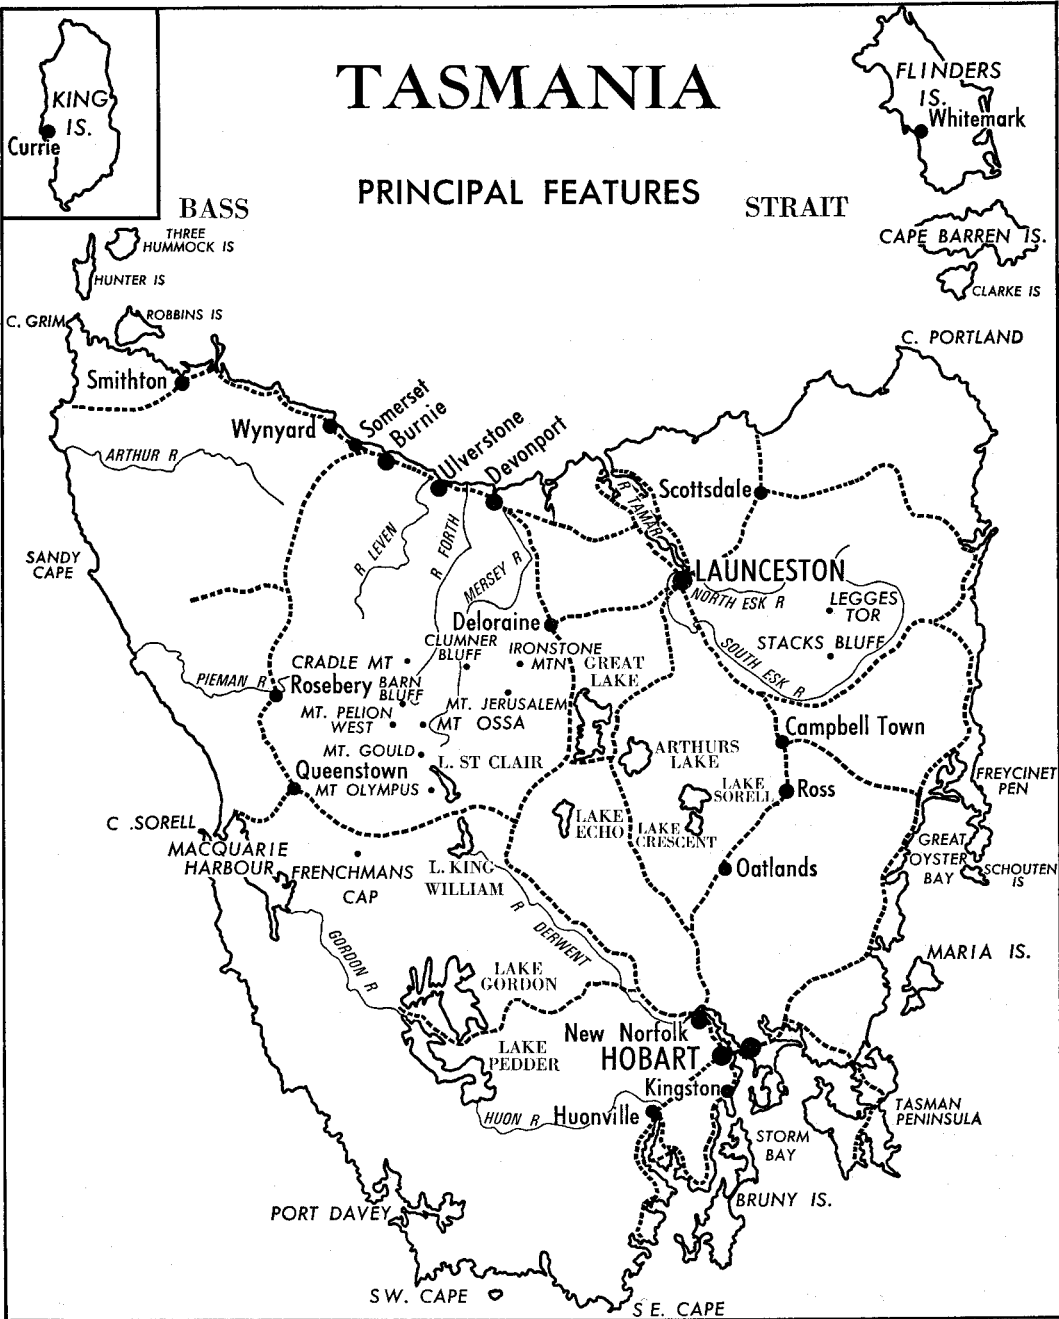 TASMANIA
PRINCIPAL FEATURES
KING
IS.
Currie
FLINDERS
IS.
Whitemark
BASS
STRAIT
THREE
HUMMOCK IS
HUNTER IS
CAPE BARREN IS.
CLARKE IS
C. GRIM
ROBBINS IS
C. PORTLAND
Smithton
Wynyard
Somerset
Burnie
Ulverstone
Devonport
ARTHUR R
Scottsdale
R TAMAR
SANDY
CAPE
R LEVEN
R FORTH
MERSEY R
LAUNCESTON
NORTH ESK R
LEGGES
TOR
Deloraine
STACKS BLUFF
SOUTH ESK R
CLUMNER
BLUFF
IRONSTONE
MTN
GREAT
LAKE
CRADLE MT
PIEMAN R
Rosebery
BARN
BLUFF
MT. JERUSALEM
MT. PELION
WEST
MT OSSA
Campbell Town
MT. GOULD
L. ST CLAIR
ARTHURS
LAKE
Queenstown
MT OLYMPUS
LAKE
SORELL
Ross
FREYCINET
PEN
C .SORELL
LAKE
ECHO
LAKE
CRESCENT
MACQUARIE
HARBOUR
FRENCHMANS
CAP
L. KING
WILLIAM
Oatlands
GREAT
OYSTER
BAY
SCHOUTEN
IS
R DERWENT
GORDON R
MARIA IS.
LAKE
GORDON
New Norfolk
HOBART
LAKE
PEDDER
Kingston
HUON R
Huonville
TASMAN
PENINSULA
STORM
BAY
BRUNY IS.
PORT DAVEY
S W. CAPE
S E. CAPE